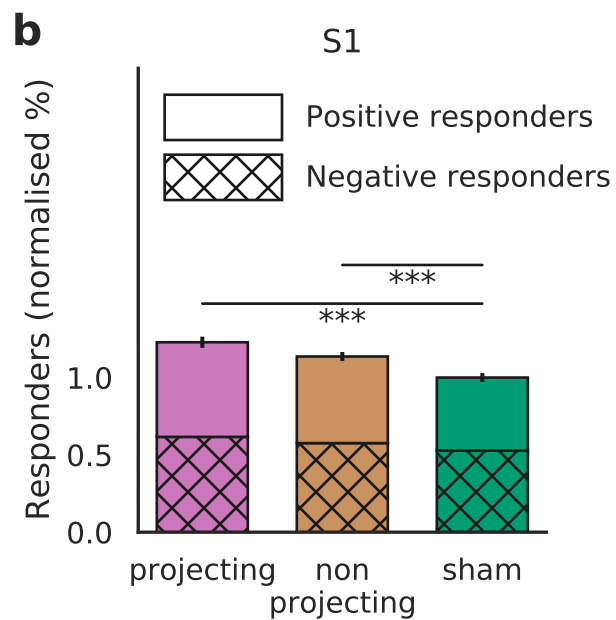 b
S1
Positive responders
Negative responders
***
***
Responders (normalised %)
1.0
0.5
0.0
projecting
non
projecting
sham